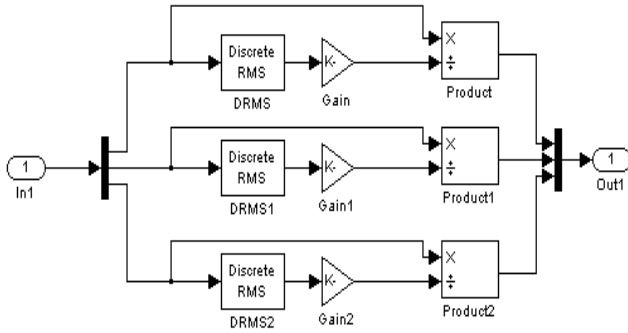 Discrete
RMS
K-
×
÷
DRMS
Gain
Product
1
In1
Discrete
RMS
K-
×
÷
DRMS1
Gain1
Product1
1
Out1
Discrete
RMS
K-
×
÷
DRMS2
Gain2
Product2